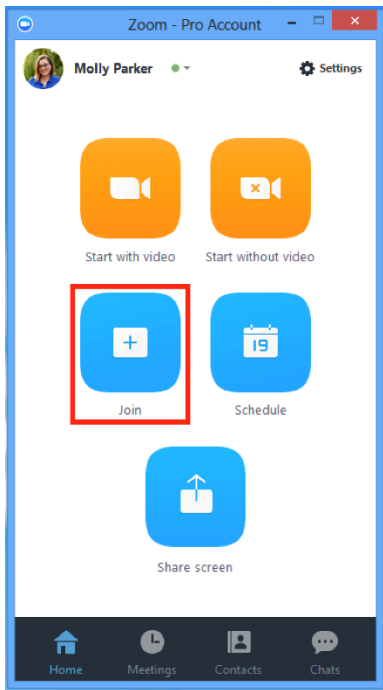 Zoom - Pro Account
Molly Parker
Settings
Start with video
Start without video
Join
19
Schedule
Share screen
Home
Meetings
Contacts
Chats